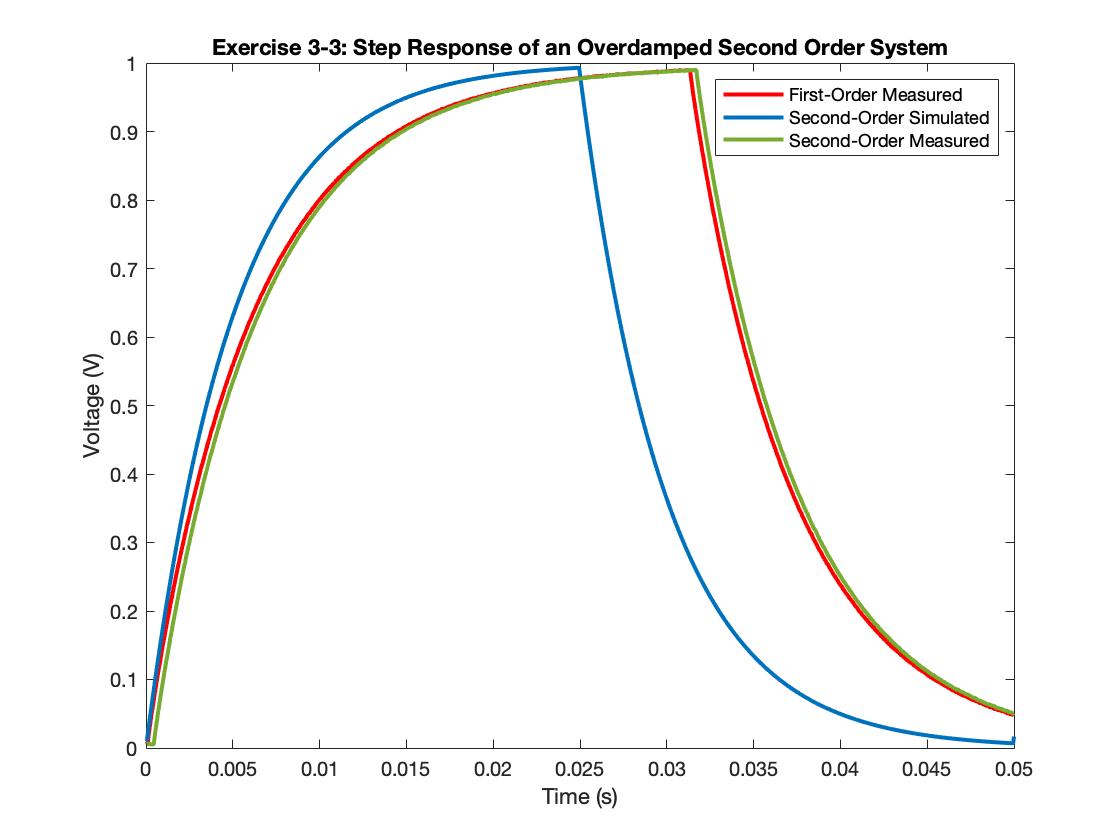 Exercise 3-3: Step Response of an Overdamped Second Order System
First-Order Measured
Second-Order Simulated
Second-Order Measured
Voltage (V)
1
0.9
0.8
0.7
0.6
0.5
0.4
0.3
0.2
0.1
0
0 0.005 0.01 0.015 0.02 0.025 0.03 0.035 0.04 0.045 0.05
Time (s)